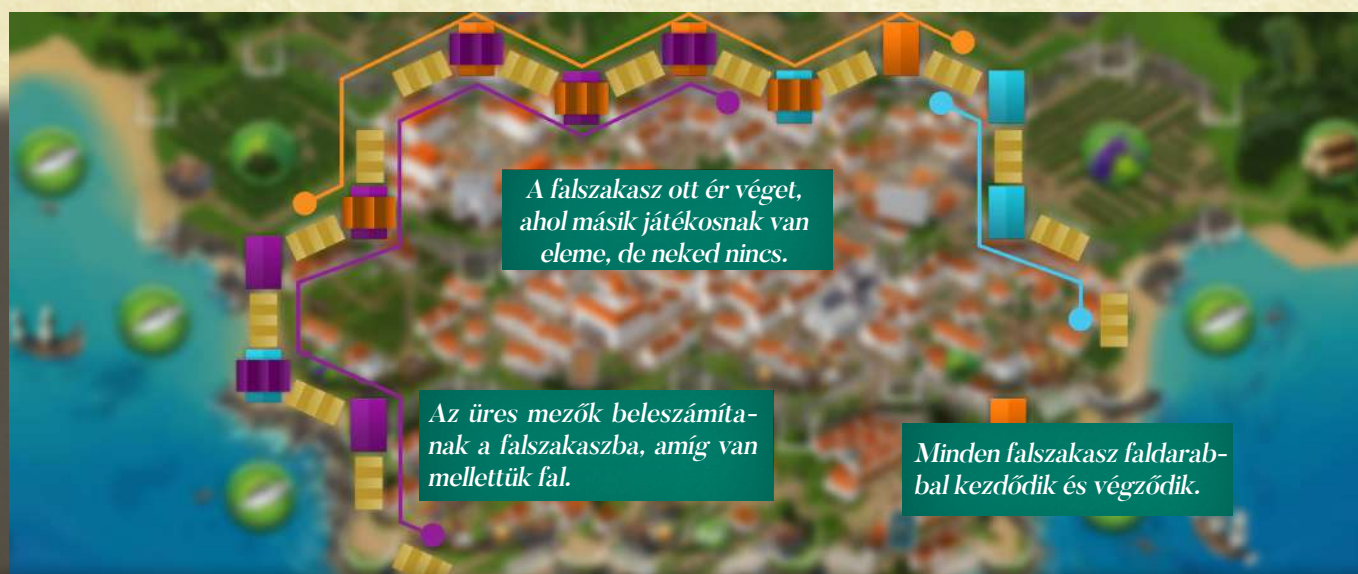 A falszakasz ott ér véget,
ahol másik játékosnak van
eleme, de neked nincs.
Az üres mezők beleszámíta-
nak a falszakaszba, amíg van
mellettük fal.
Minden falszakasz faldarab-
bal kezdődik és végződik.